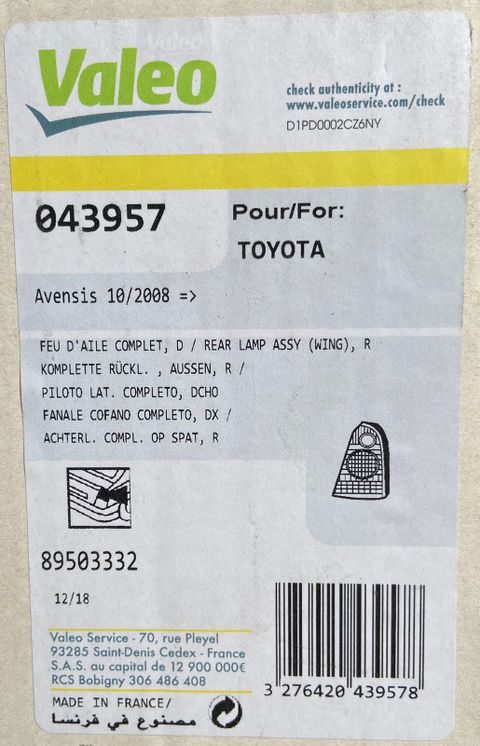 Valeo
Valeo
check authenticity at :
www.valeoservice.com/check
D1PD0002CZ6NY
043957
Pour/For:
TOYOTA
Avensis 10/2008 =>
FEU D'AILE COMPLET, D / REAR LAMP ASSY (WING), R
KOMPLETTE RÜCKL. , AUSSEN, R /
PILOTO LAT. COMPLETO, DCHO
FANALE COFANO COMPLETO, DX /
ACHTERL. COMPL. OP SPAT, R
89503332
12/18
Valeo Service - 70, rue Pleyel
93285 Saint-Denis Cedex - France
S.A.S. au capital de 12 900 000€
RCS Bobigny 306 486 408
MADE IN FRANCE/
مصنوع في فرنسا
3 276420 439578